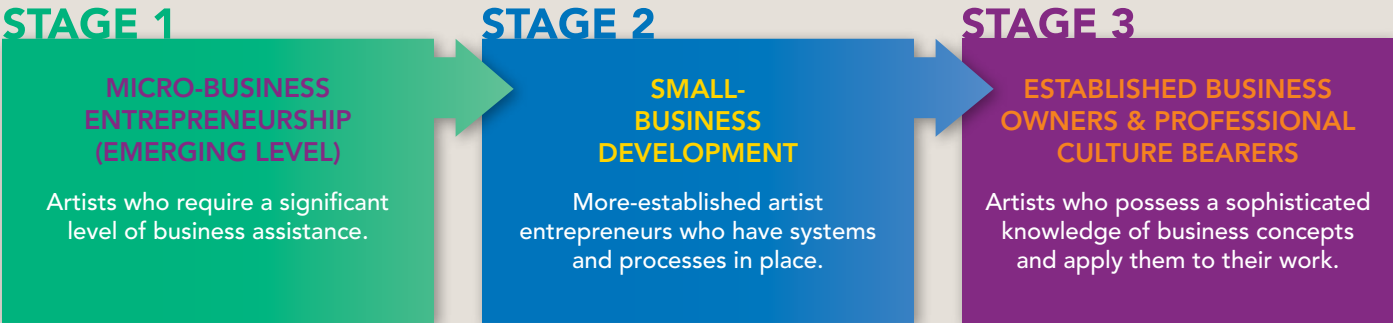 STAGE 1
MICRO-BUSINESS
ENTREPRENEURSHIP
(EMERGING LEVEL)
Artists who require a significant
level of business assistance.
STAGE 2
SMALL-
BUSINESS
DEVELOPMENT
More-established artist
entrepreneurs who have systems
and processes in place.
STAGE 3
ESTABLISHED BUSINESS
OWNERS & PROFESSIONAL
CULTURE BEARERS
Artists who possess a sophisticated
knowledge of business concepts
and apply them to their work.